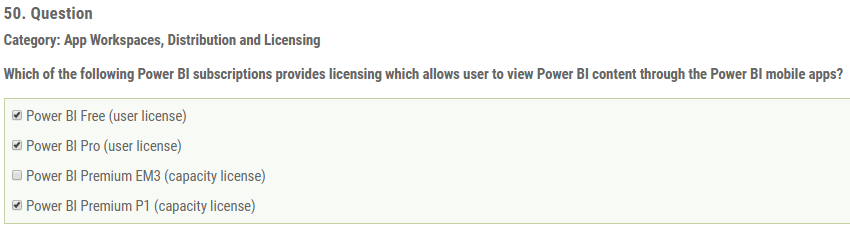 50. Question
Category: App Workspaces, Distribution and Licensing
Which of the following Power BI subscriptions provides licensing which allows user to view Power BI content through the Power BI mobile apps?
Power BI Free (user license)
Power BI Pro (user license)
Power BI Premium EM3 (capacity license)
Power BI Premium P1 (capacity license)